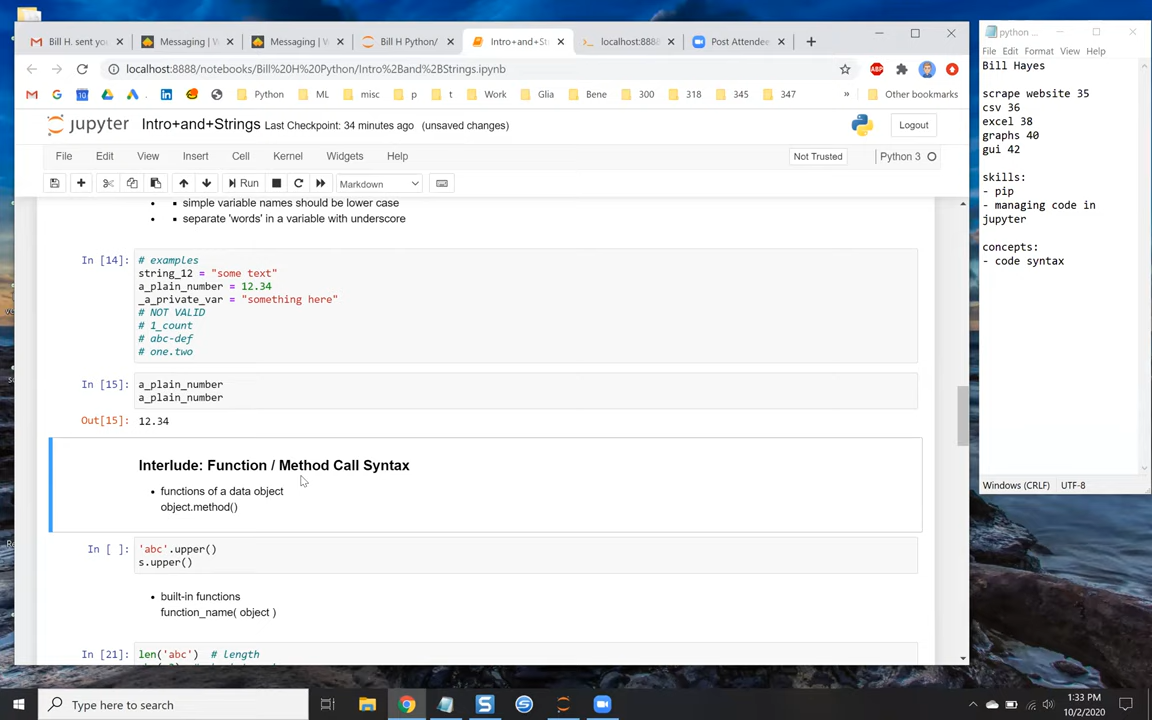 Bill H. sent you
Messaging | W
Messaging | W
Bill H Python/
Intro+and+Str
localhost:8888
Post Attendee
localhost:8888/notebooks/Bill%20H%20Python/Intro%2Band%2BStrings.ipynb
ABP
Python
ML
misc
p
t
Work
Glia
Bene
300
318
345
347
»
Other bookmarks
jupyter Intro+and+Strings Last Checkpoint: 34 minutes ago (unsaved changes)
Logout
File Edit View Insert Cell Kernel Widgets Help
Not Trusted
Python 3
Run
Markdown
▪ simple variable names should be lower case
▪ separate 'words' in a variable with underscore
In [14]: # examples
string_12 = "some text"
a_plain_number = 12.34
_a_private_var = "something here"
# NOT VALID
# 1_count
# abc-def
# one.two
In [15]: a_plain_number
a_plain_number
Out[15]: 12.34
Interlude: Function / Method Call Syntax
• functions of a data object
object.method()
In [ ]: 'abc'.upper()
s.upper()
• built-in functions
function_name( object )
In [21]: len('abc') # length
python ...
File Edit Format View Help
Bill Hayes
scrape website 35
csv 36
excel 38
graphs 40
gui 42
skills:
- pip
- managing code in
jupyter
concepts:
- code syntax
Windows (CRLF) UTF-8
Type here to search
1:33 PM
10/2/2020